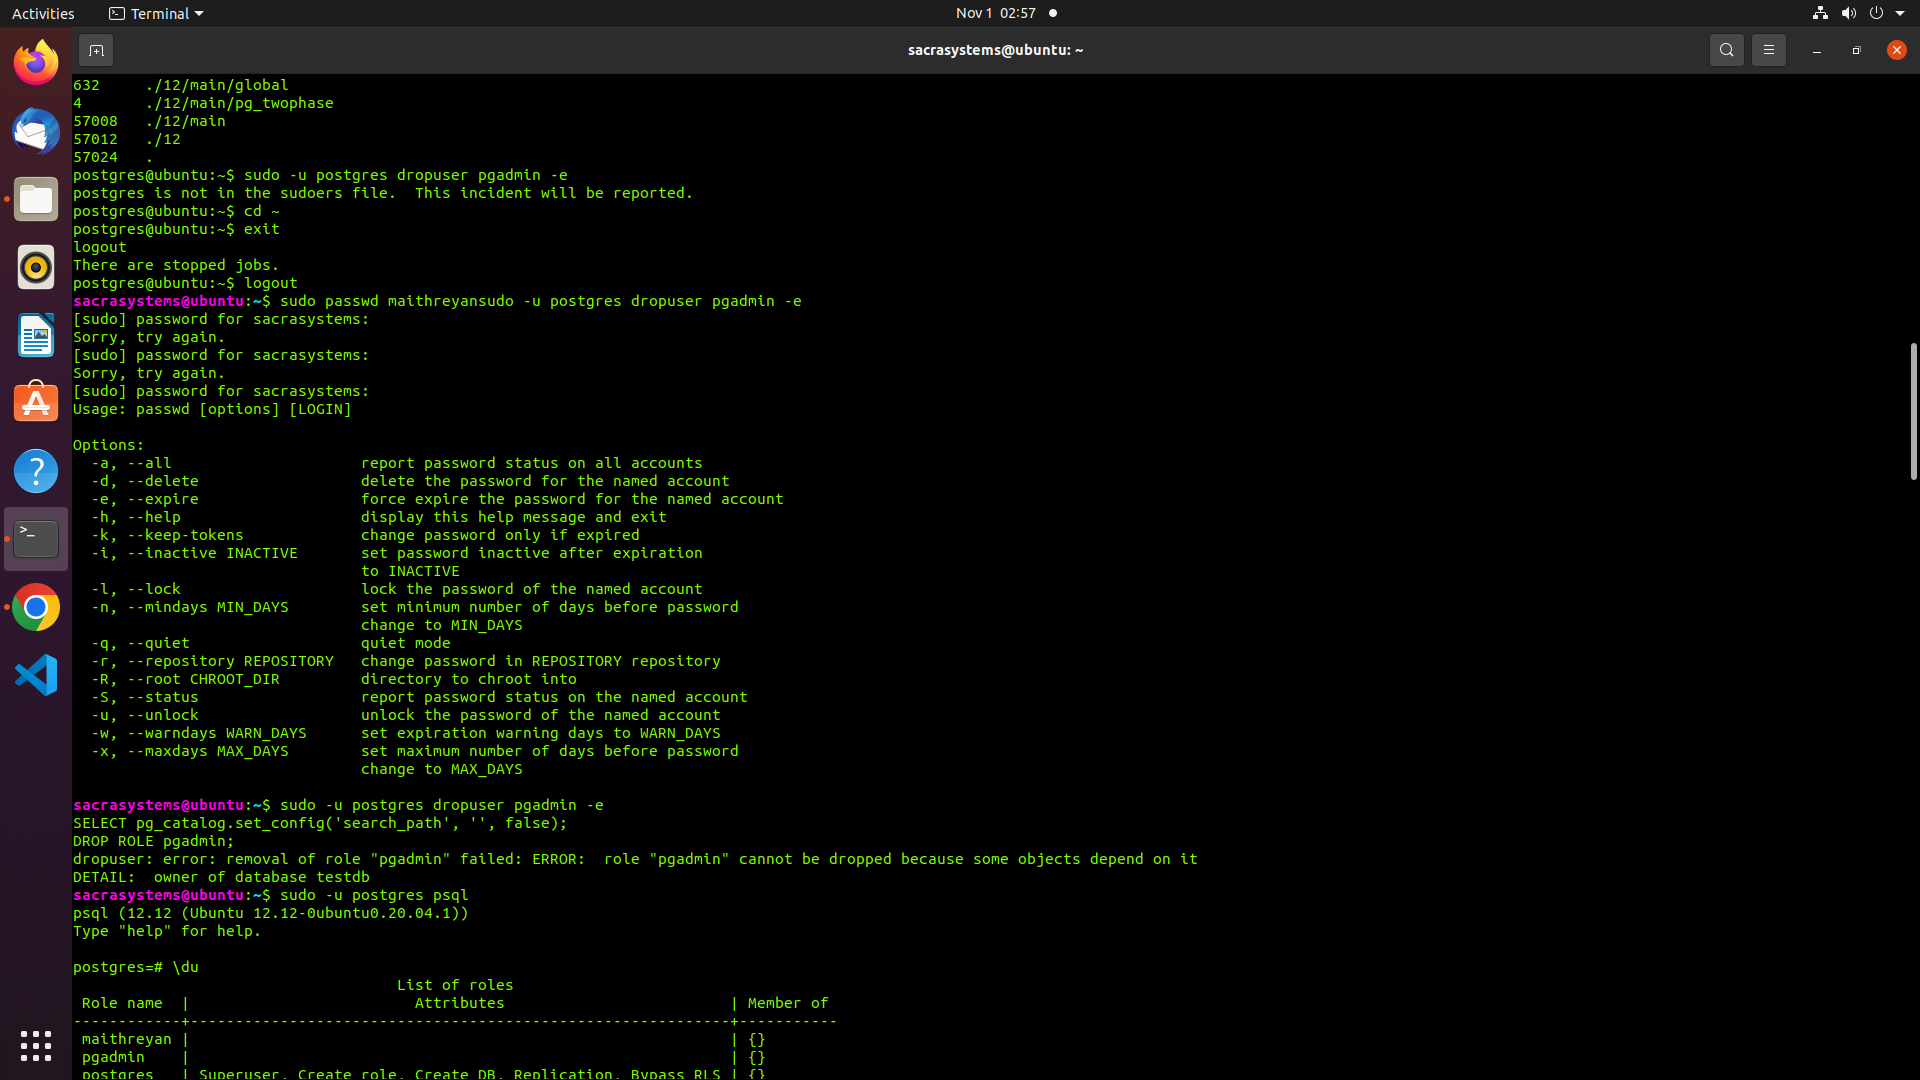 Activities
Terminal
Nov 1 02:57
sacrasystems@ubuntu: ~
632     ./12/main/global
4       ./12/main/pg_twophase
57008   ./12/main
57012   ./12
57024   .
postgres@ubuntu:~$ sudo -u postgres dropuser pgadmin -e
postgres is not in the sudoers file.  This incident will be reported.
postgres@ubuntu:~$ cd ~
postgres@ubuntu:~$ exit
logout
There are stopped jobs.
postgres@ubuntu:~$ logout
sacrasystems@ubuntu:~$ sudo passwd maithreyansudo -u postgres dropuser pgadmin -e
[sudo] password for sacrasystems:
Sorry, try again.
[sudo] password for sacrasystems:
Sorry, try again.
[sudo] password for sacrasystems:
Usage: passwd [options] [LOGIN]

Options:
  -a, --all                     report password status on all accounts
  -d, --delete                  delete the password for the named account
  -e, --expire                  force expire the password for the named account
  -h, --help                    display this help message and exit
  -k, --keep-tokens             change password only if expired
  -i, --inactive INACTIVE       set password inactive after expiration
                                to INACTIVE
  -l, --lock                    lock the password of the named account
  -n, --mindays MIN_DAYS        set minimum number of days before password
                                change to MIN_DAYS
  -q, --quiet                   quiet mode
  -r, --repository REPOSITORY   change password in REPOSITORY repository
  -R, --root CHROOT_DIR         directory to chroot into
  -S, --status                  report password status on the named account
  -u, --unlock                  unlock the password of the named account
  -w, --warndays WARN_DAYS      set expiration warning days to WARN_DAYS
  -x, --maxdays MAX_DAYS        set maximum number of days before password
                                change to MAX_DAYS

sacrasystems@ubuntu:~$ sudo -u postgres dropuser pgadmin -e
SELECT pg_catalog.set_config('search_path', '', false);
DROP ROLE pgadmin;
dropuser: error: removal of role "pgadmin" failed: ERROR:  role "pgadmin" cannot be dropped because some objects depend on it
DETAIL:  owner of database testdb
sacrasystems@ubuntu:~$ sudo -u postgres psql
psql (12.12 (Ubuntu 12.12-0ubuntu0.20.04.1))
Type "help" for help.

postgres=# \du
                                    List of roles
 Role name  |                         Attributes                         | Member of
------------+------------------------------------------------------------+-----------
 maithreyan |                                                            | {}
 pgadmin    |                                                            | {}
 postgres   | Superuser, Create role, Create DB, Replication, Bypass RLS | {}